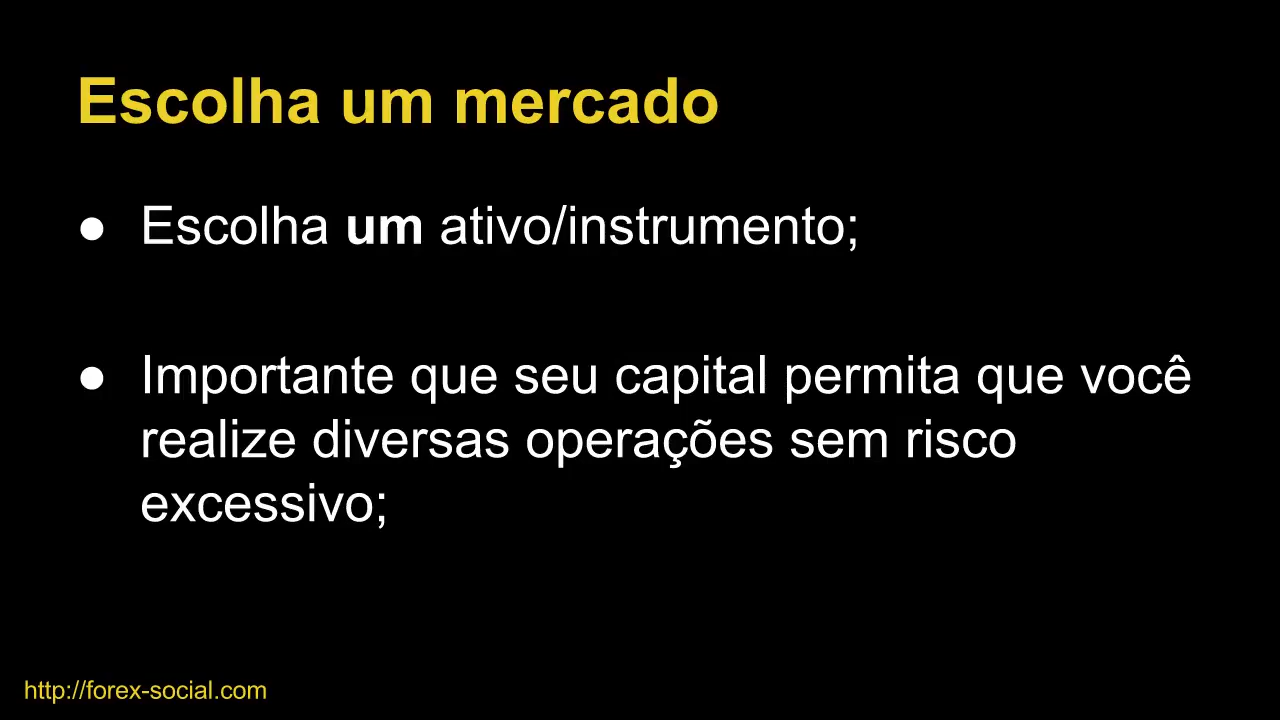 Escolha um mercado
● Escolha um ativo/instrumento;
● Importante que seu capital permita que você
realize diversas operações sem risco
excessivo;
http://forex-social.com